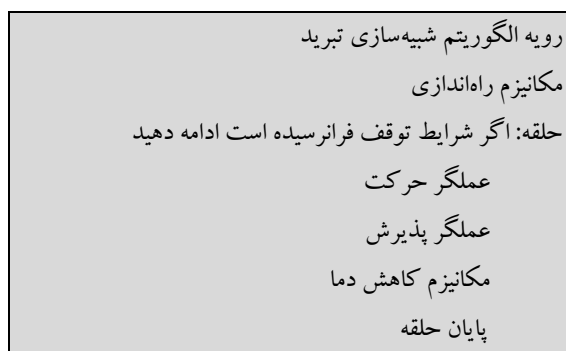 رویه الگوریتم شبیه‌سازی تبرید
مکانیزم راه‌اندازی
حلقه: اگر شرایط توقف فرانرسیده است ادامه دهید
عملگر حرکت
عملگر پذیرش
مکانیزم کاهش دما
پایان حلقه